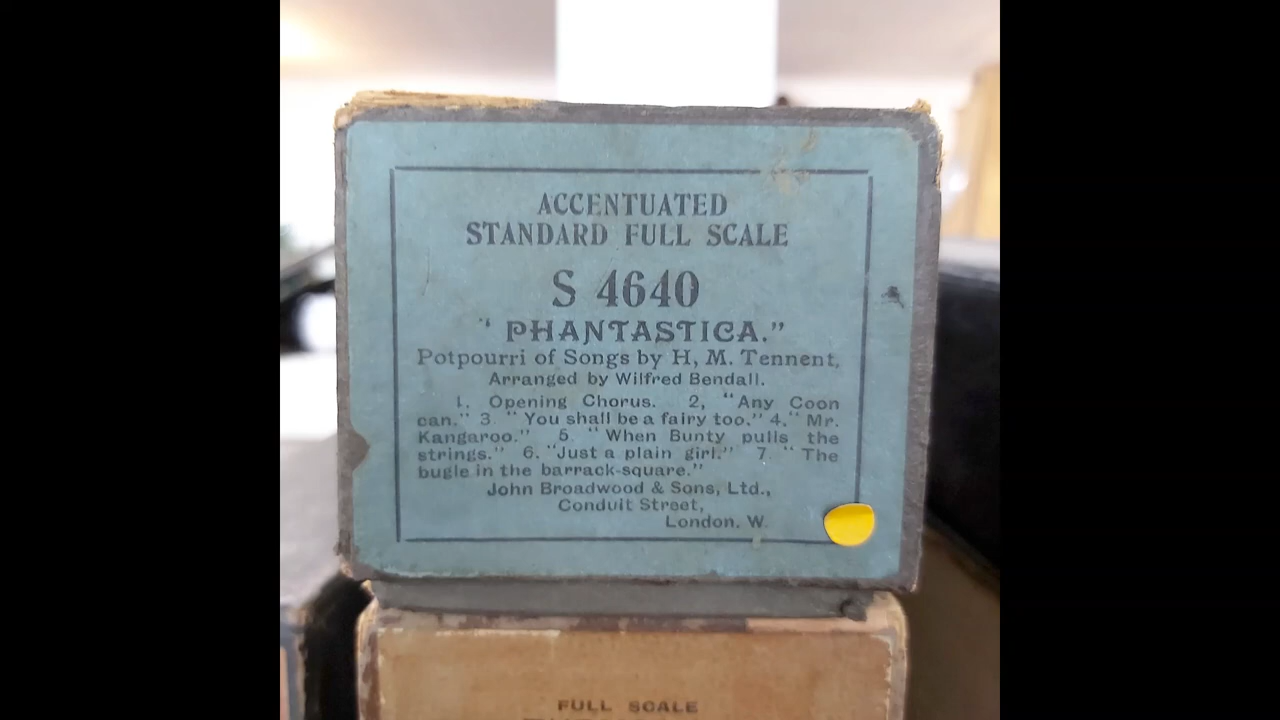 ACCENTUATED
STANDARD FULL SCALE
S 4640
" PHANTASTICA."
Potpourri of Songs by H, M. Tennent,
Arranged by Wilfred Bendall.
1. Opening Chorus. 2, "Any Coon
can." 3 " You shall be a fairy too." 4. " Mr.
Kangaroo." 5 " When Bunty pulls the
strings." 6. "Just a plain girl." 7 " The
bugle in the barrack-square."
John Broadwood & Sons, Ltd.,
Conduit Street,
London. W.
FULL SCALE